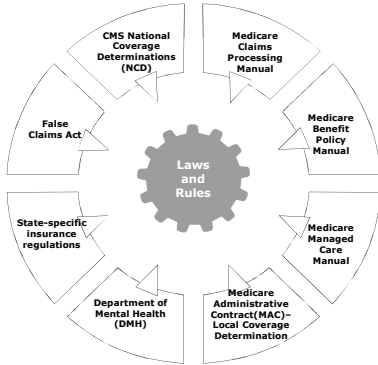 CMS National
Coverage
Determinations
(NCD)
Medicare
Claims
Processing
Manual
Medicare
Benefit
Policy
Manual
Medicare
Managed
Care
Manual
Medicare
Administrative
Contract(MAC)–
Local Coverage
Determination
Department of
Mental Health
(DMH)
State-specific
insurance
regulations
False
Claims Act
Laws
and
Rules